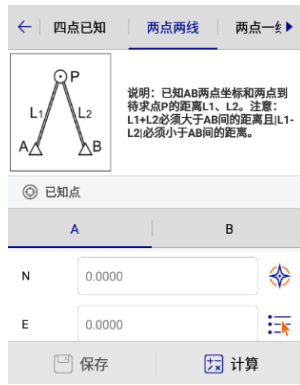 四点已知 两点两线 两点一线
P
L1 L2
A B
说明：已知AB两点坐标和两点到
待求点P的距离L1、L2。注意：
L1+L2必须大于AB间的距离且|L1-
L2|必须小于AB间的距离。
已知点
A B
N 0.0000
E 0.0000
保存 计算